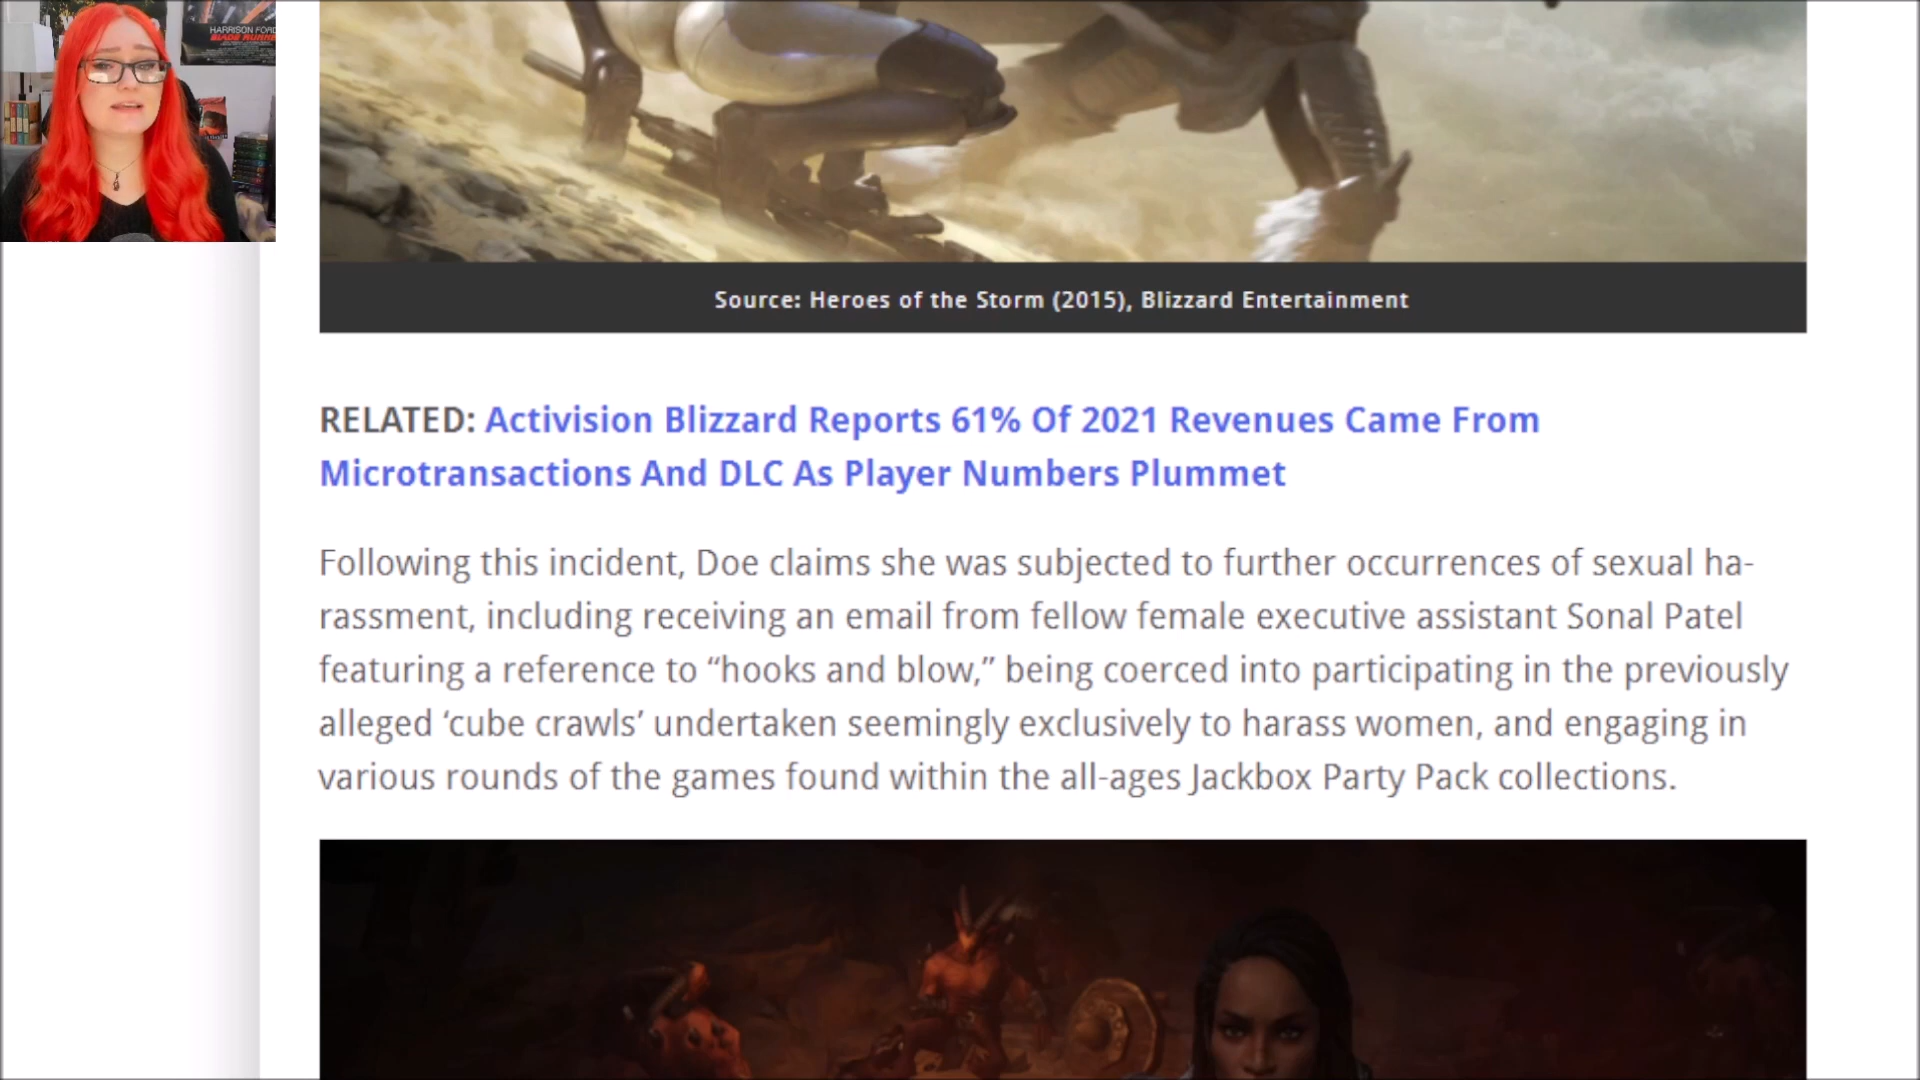 HARRISON FORD
BLADE RUNNER
Source: Heroes of the Storm (2015), Blizzard Entertainment
RELATED: Activision Blizzard Reports 61% Of 2021 Revenues Came From
Microtransactions And DLC As Player Numbers Plummet
Following this incident, Doe claims she was subjected to further occurrences of sexual ha-
rassment, including receiving an email from fellow female executive assistant Sonal Patel
featuring a reference to “hooks and blow,” being coerced into participating in the previously
alleged ‘cube crawls’ undertaken seemingly exclusively to harass women, and engaging in
various rounds of the games found within the all-ages Jackbox Party Pack collections.